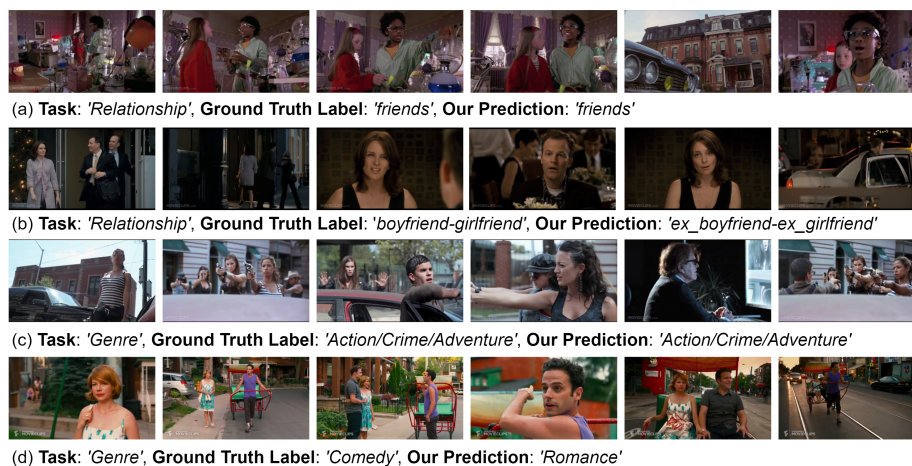 (a) Task: 'Relationship', Ground Truth Label: 'friends', Our Prediction: 'friends'
(b) Task: 'Relationship', Ground Truth Label: 'boyfriend-girlfriend', Our Prediction: 'ex_boyfriend-ex_girlfriend'
(c) Task: 'Genre', Ground Truth Label: 'Action/Crime/Adventure', Our Prediction: 'Action/Crime/Adventure'
(d) Task: 'Genre', Ground Truth Label: 'Comedy', Our Prediction: 'Romance'